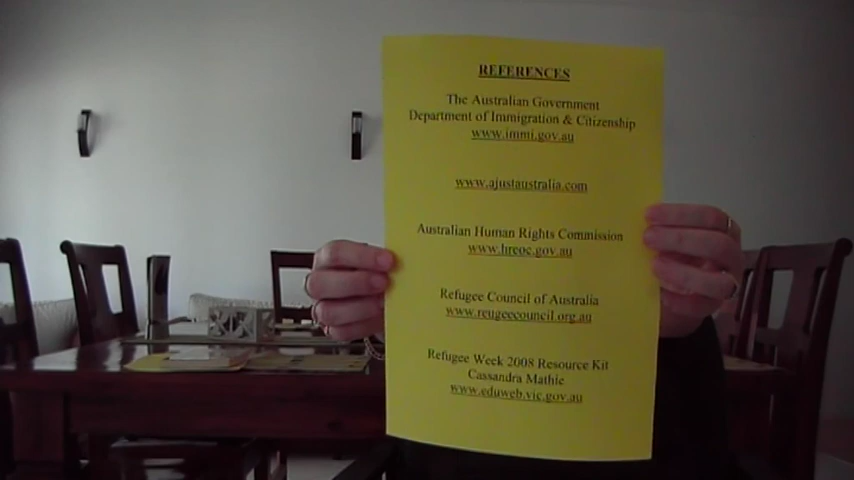 REFERENCES
The Australian Government
Department of Immigration & Citizenship
www.immi.gov.au
www.ajustaustralia.com
Australian Human Rights Commission
www.hreoc.gov.au
Refugee Council of Australia
www.reugeecouncil.org.au
Refugee Week 2008 Resource Kit
Cassandra Mathie
www.eduweb.vic.gov.au